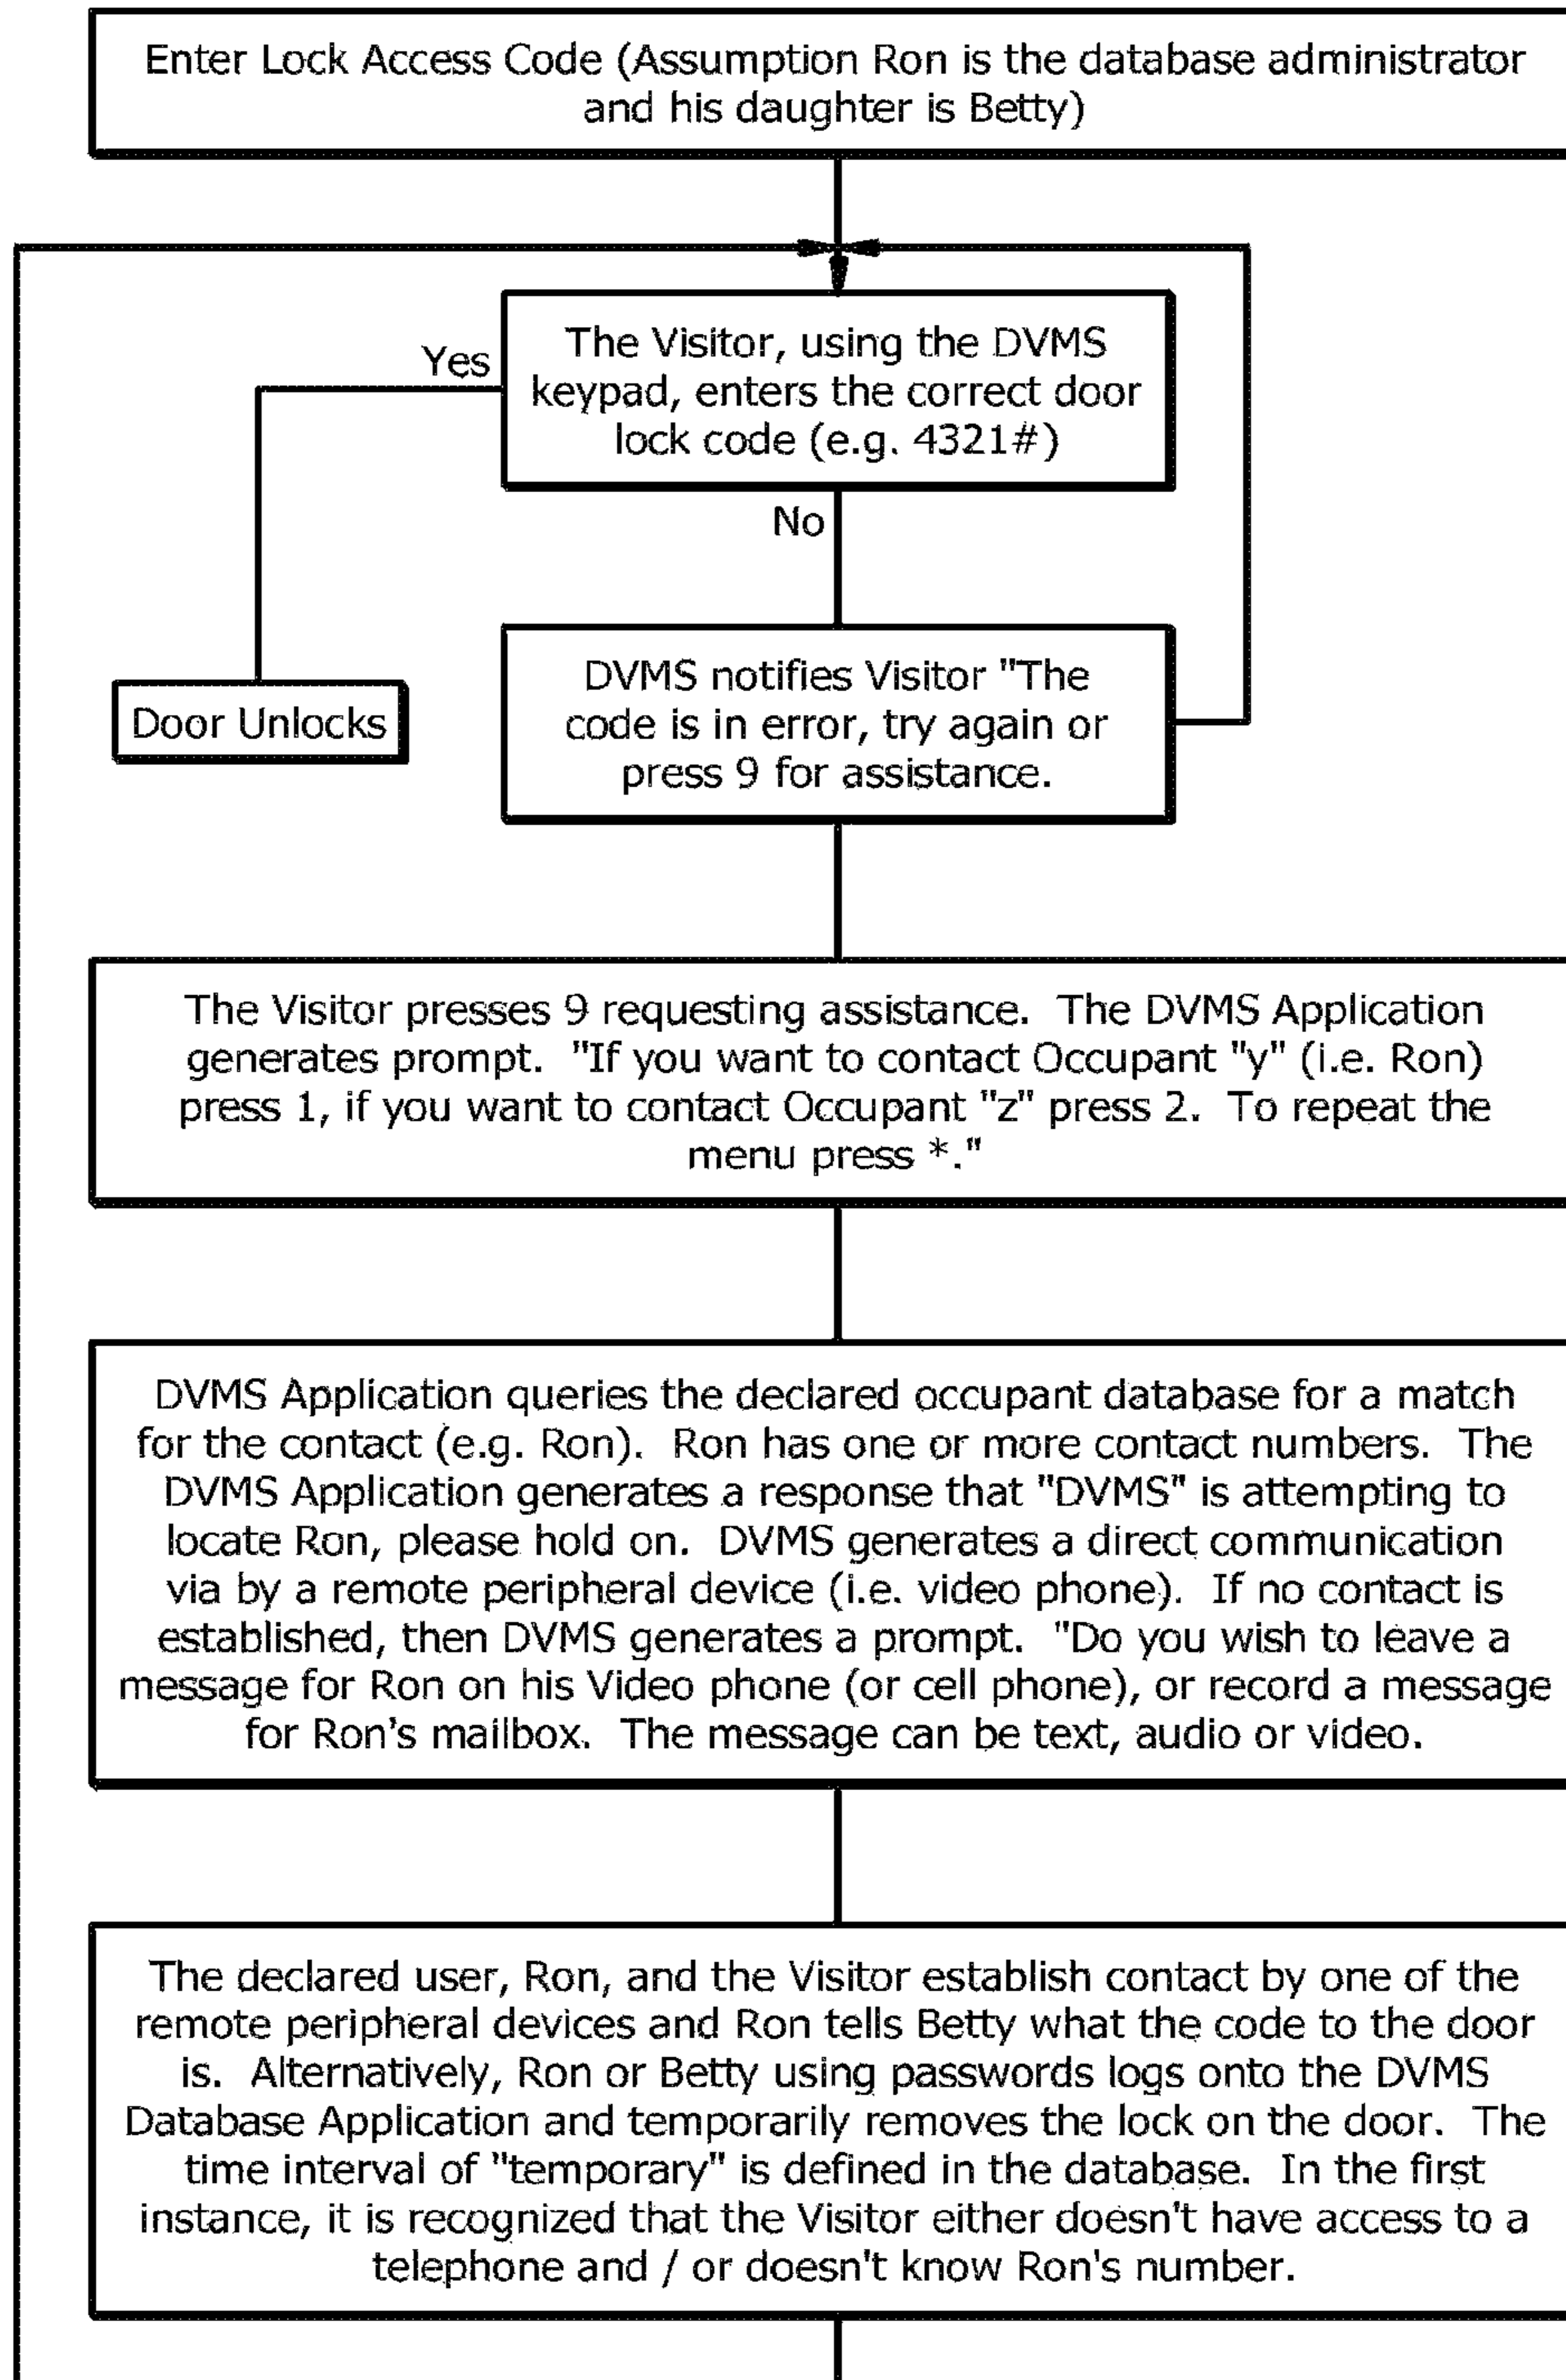 Enter Lock Access Code (Assumption Ron is the database administrator
and his daughter is Betty)
Yes
The Visitor, using the DVMS
keypad, enters the correct door
lock code (e.g. 4321#)
No
Door Unlocks
DVMS notifies Visitor "The
code is in error, try again or
press 9 for assistance.
The Visitor presses 9 requesting assistance. The DVMS Application
generates prompt. "If you want to contact Occupant "y" (i.e. Ron)
press 1, if you want to contact Occupant "z" press 2. To repeat the
menu press *."
DVMS Application queries the declared occupant database for a match
for the contact (e.g. Ron). Ron has one or more contact numbers. The
DVMS Application generates a response that "DVMS" is attempting to
locate Ron, please hold on. DVMS generates a direct communication
via by a remote peripheral device (i.e. video phone). If no contact is
established, then DVMS generates a prompt. "Do you wish to leave a
message for Ron on his Video phone (or cell phone), or record a message
for Ron's mailbox. The message can be text, audio or video.
The declared user, Ron, and the Visitor establish contact by one of the
remote peripheral devices and Ron tells Betty what the code to the door
is. Alternatively, Ron or Betty using passwords logs onto the DVMS
Database Application and temporarily removes the lock on the door. The
time interval of "temporary" is defined in the database. In the first
instance, it is recognized that the Visitor either doesn't have access to a
telephone and / or doesn't know Ron's number.